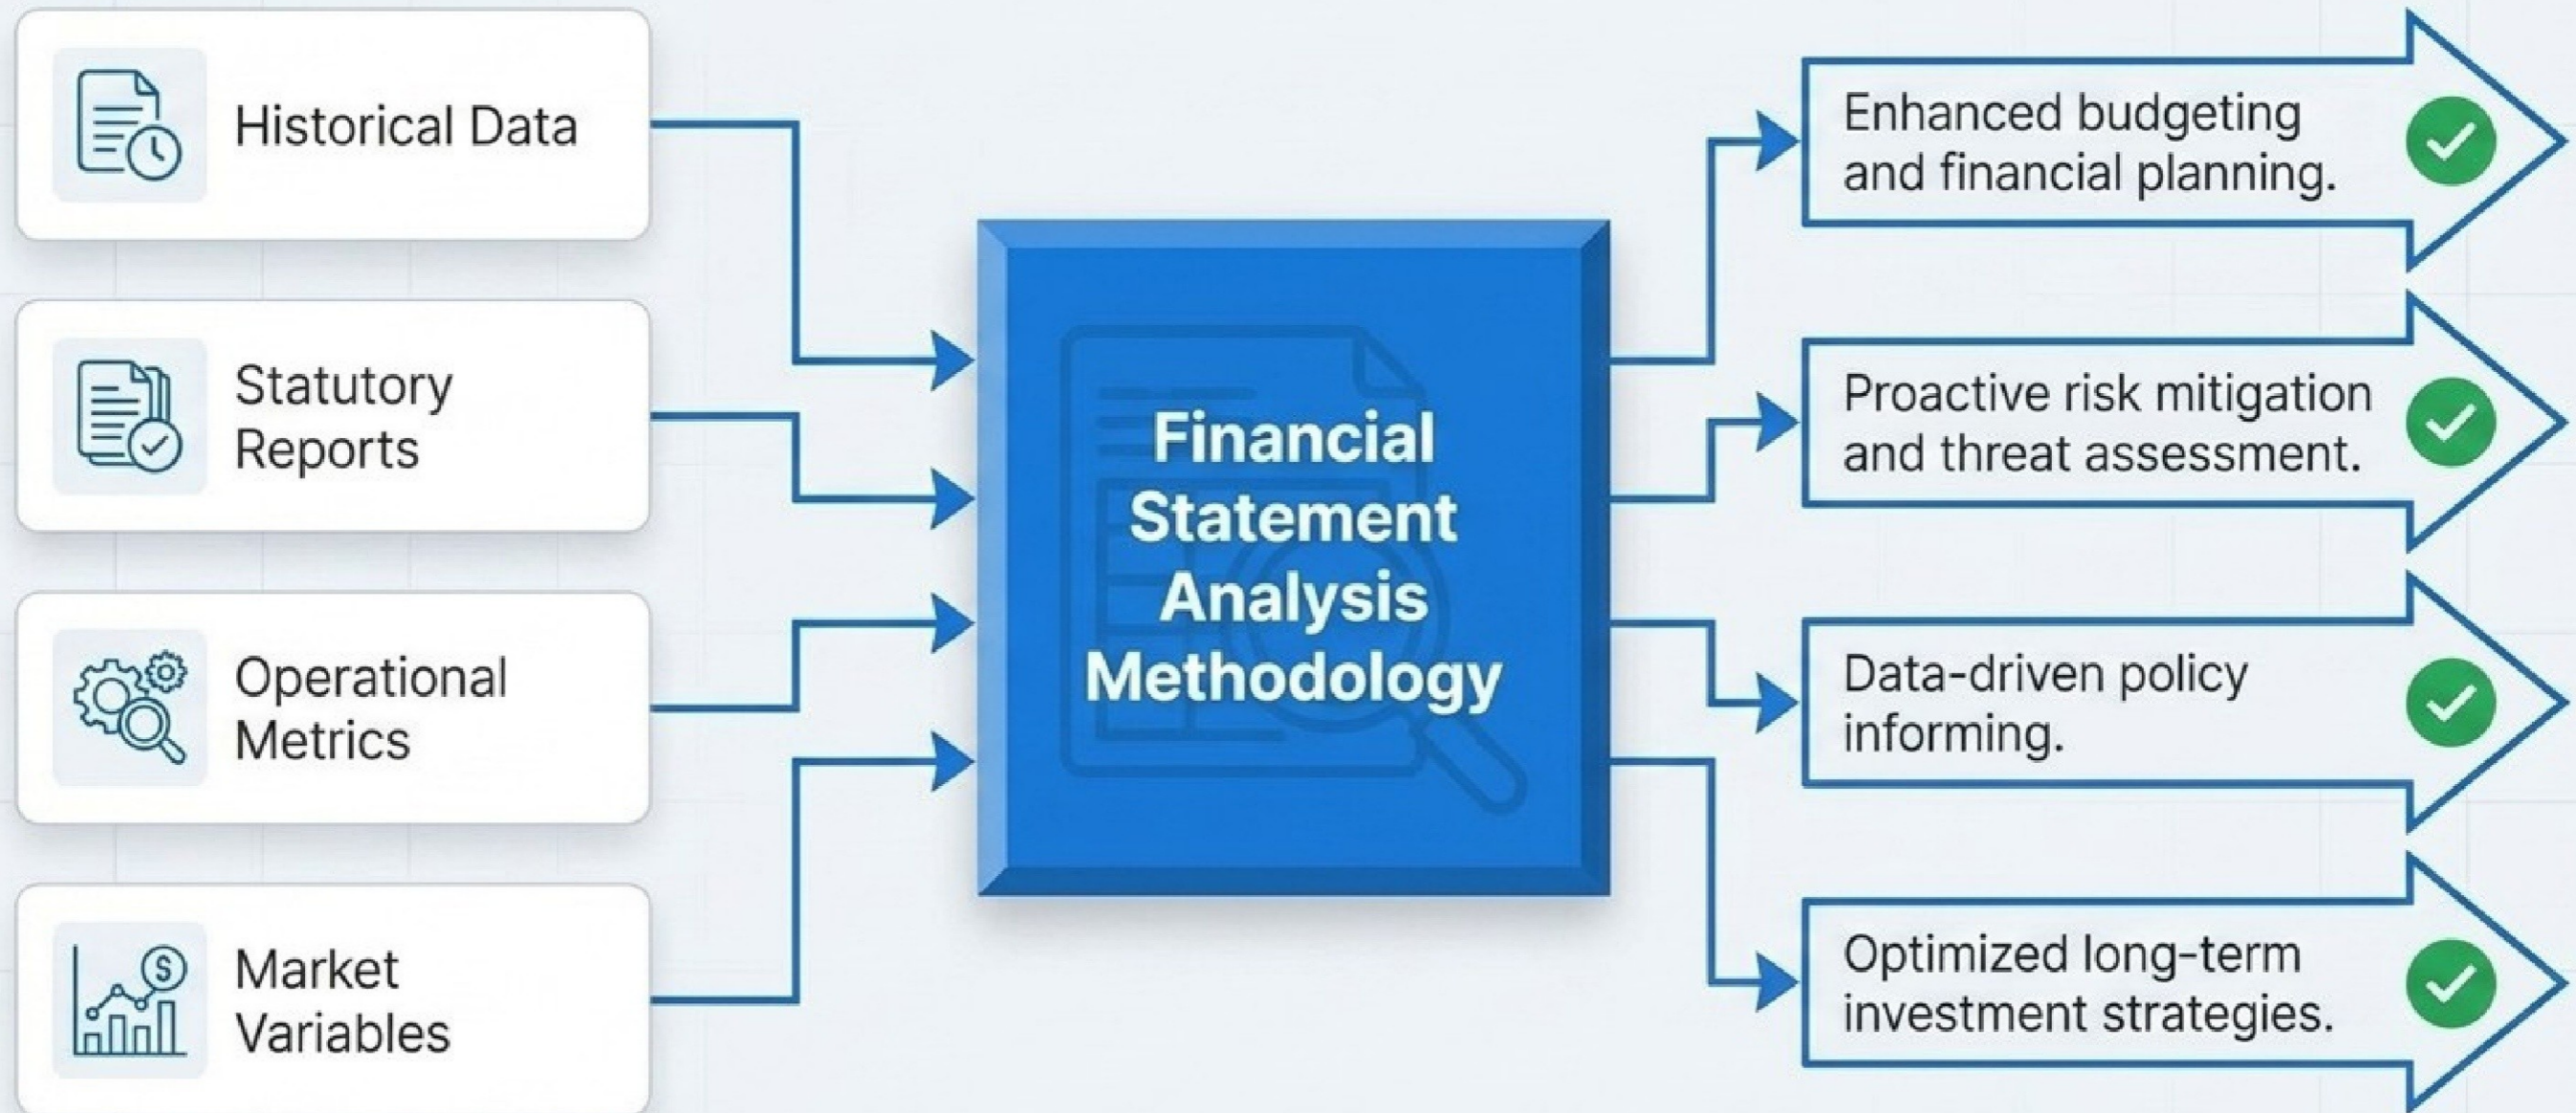 Historical Data
Statutory
Reports
Operational
Metrics
Market
Variables
Financial
Statement
Analysis
Methodology
Enhanced budgeting
and financial planning.
Proactive risk mitigation
and threat assessment.
Data-driven policy
informing.
Optimized long-term
investment strategies.
$